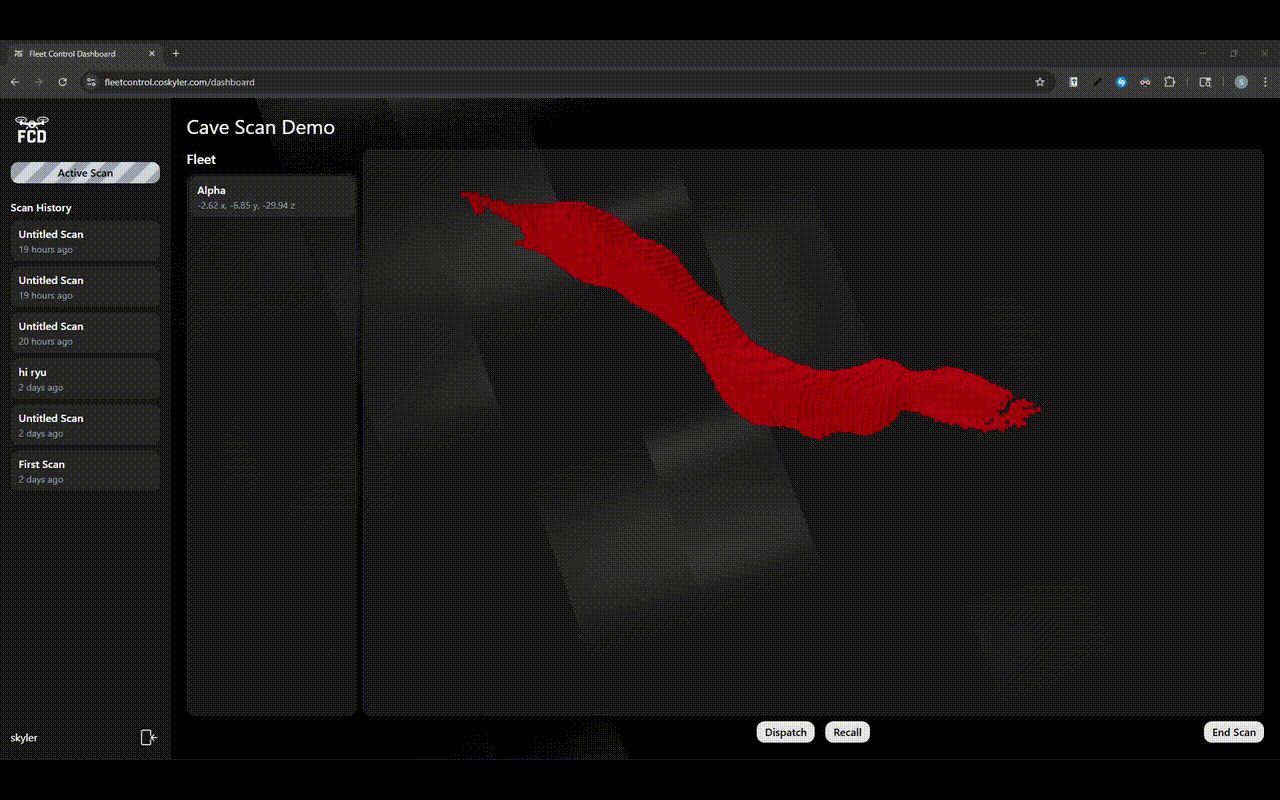 Fleet Control Dashboard
fleetcontrol.coskyler.com/dashboard
S
FCD
Active Scan
Scan History
Untitled Scan
19 hours ago
Untitled Scan
19 hours ago
Untitled Scan
20 hours ago
hi ryu
2 days ago
Untitled Scan
2 days ago
First Scan
2 days ago
skyler
Cave Scan Demo
Fleet
Alpha
-2.62 x, -6.85 y, -29.94 z
Dispatch
Recall
End Scan